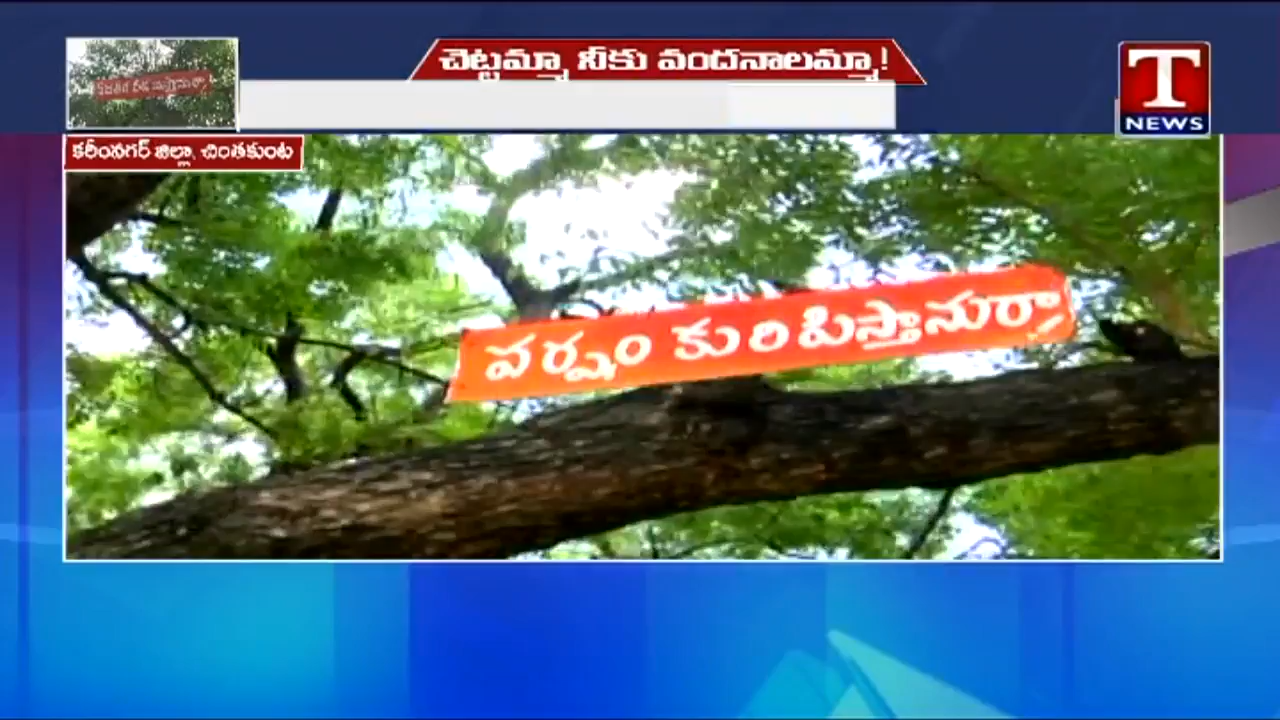 చెట్టమ్మా నీకు వందనాలమ్మా!
T
NEWS
కరీంనగర్ జిల్లా, చింతకుంట
వర్షం కురిపిస్తానురా